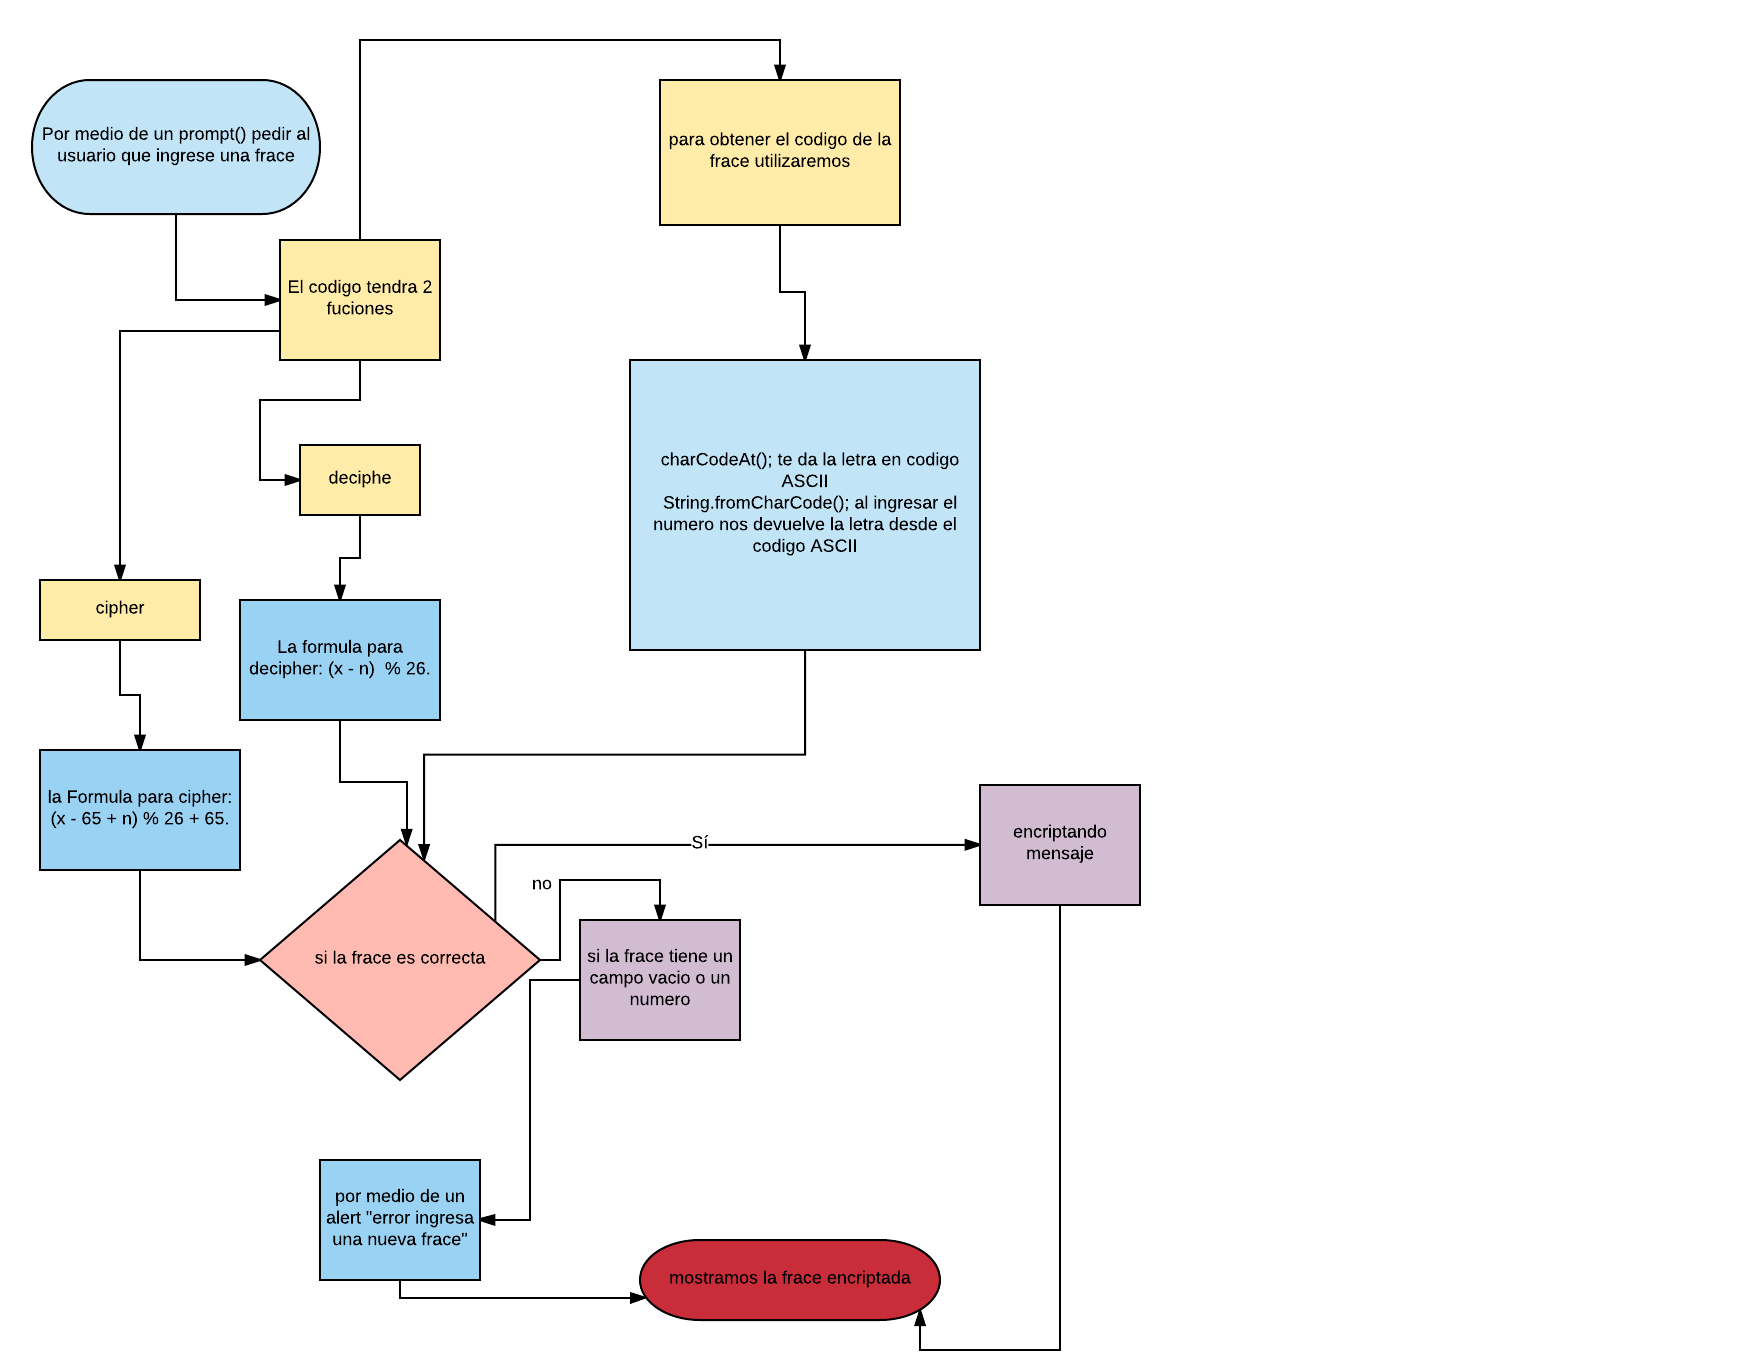 Por medio de un prompt() pedir al
usuario que ingrese una frace
El codigo tendra 2
fuciones
para obtener el codigo de la
frace utilizaremos
deciphe
charCodeAt(); te da la letra en codigo
ASCII
String.fromCharCode(); al ingresar el
numero nos devuelve la letra desde el
codigo ASCII
cipher
La formula para
decipher: (x - n)  % 26.
la Formula para cipher:
(x - 65 + n) % 26 + 65.
si la frace es correcta
Sí
no
encriptando
mensaje
si la frace tiene un
campo vacio o un
numero
por medio de un
alert "error ingresa
una nueva frace"
mostramos la frace encriptada